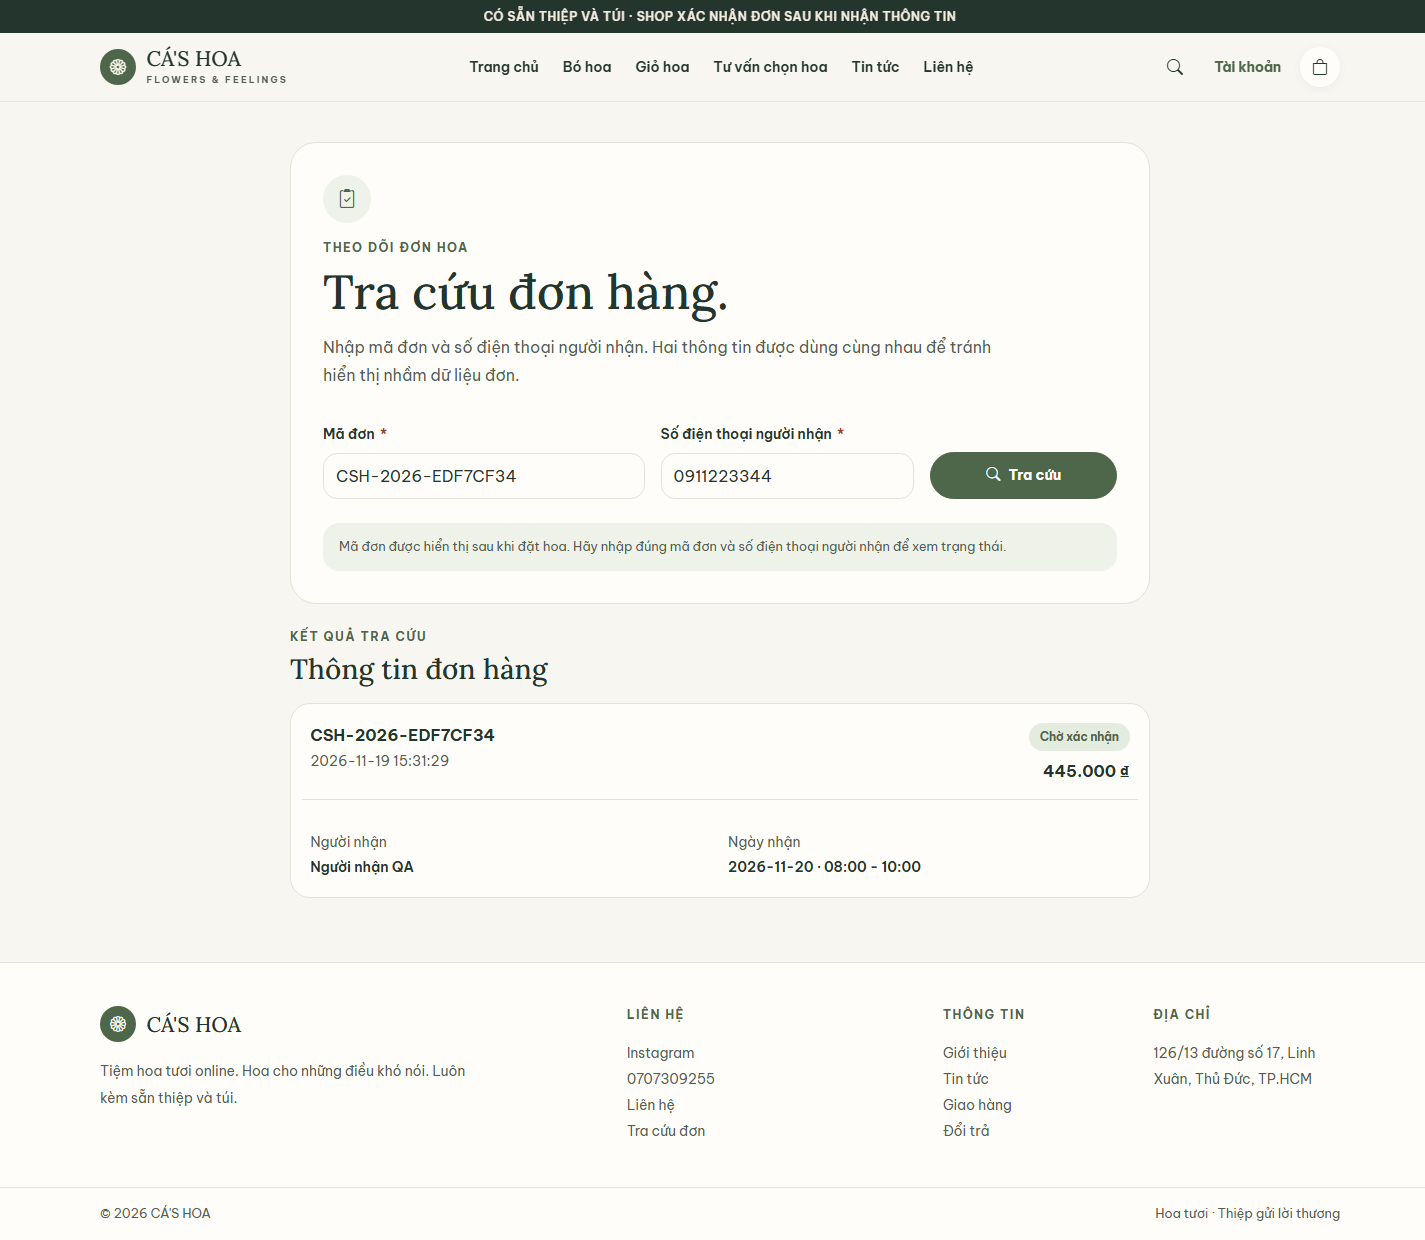 CÓ SẴN THIỆP VÀ TÚI · SHOP XÁC NHẬN ĐƠN SAU KHI NHẬN THÔNG TIN
CÁ'S HOA
FLOWERS & FEELINGS
Trang chủ
Bó hoa
Giỏ hoa
Tư vấn chọn hoa
Tin tức
Liên hệ
Tài khoản
THEO DÕI ĐƠN HOA
Tra cứu đơn hàng.
Nhập mã đơn và số điện thoại người nhận. Hai thông tin được dùng cùng nhau để tránh
hiển thị nhầm dữ liệu đơn.
Mã đơn *
Số điện thoại người nhận *
CSH-2026-EDF7CF34
0911223344
Tra cứu
Mã đơn được hiển thị sau khi đặt hoa. Hãy nhập đúng mã đơn và số điện thoại người nhận để xem trạng thái.
KẾT QUẢ TRA CỨU
Thông tin đơn hàng
CSH-2026-EDF7CF34
2026-11-19 15:31:29
Chờ xác nhận
445.000 ₫
Người nhận
Người nhận QA
Ngày nhận
2026-11-20 · 08:00 - 10:00
CÁ'S HOA
Tiệm hoa tươi online. Hoa cho những điều khó nói. Luôn
kèm sẵn thiệp và túi.
LIÊN HỆ
Instagram
0707309255
Liên hệ
Tra cứu đơn
THÔNG TIN
Giới thiệu
Tin tức
Giao hàng
Đổi trả
ĐỊA CHỈ
126/13 đường số 17, Linh
Xuân, Thủ Đức, TP.HCM
© 2026 CÁ'S HOA
Hoa tươi · Thiệp gửi lời thương